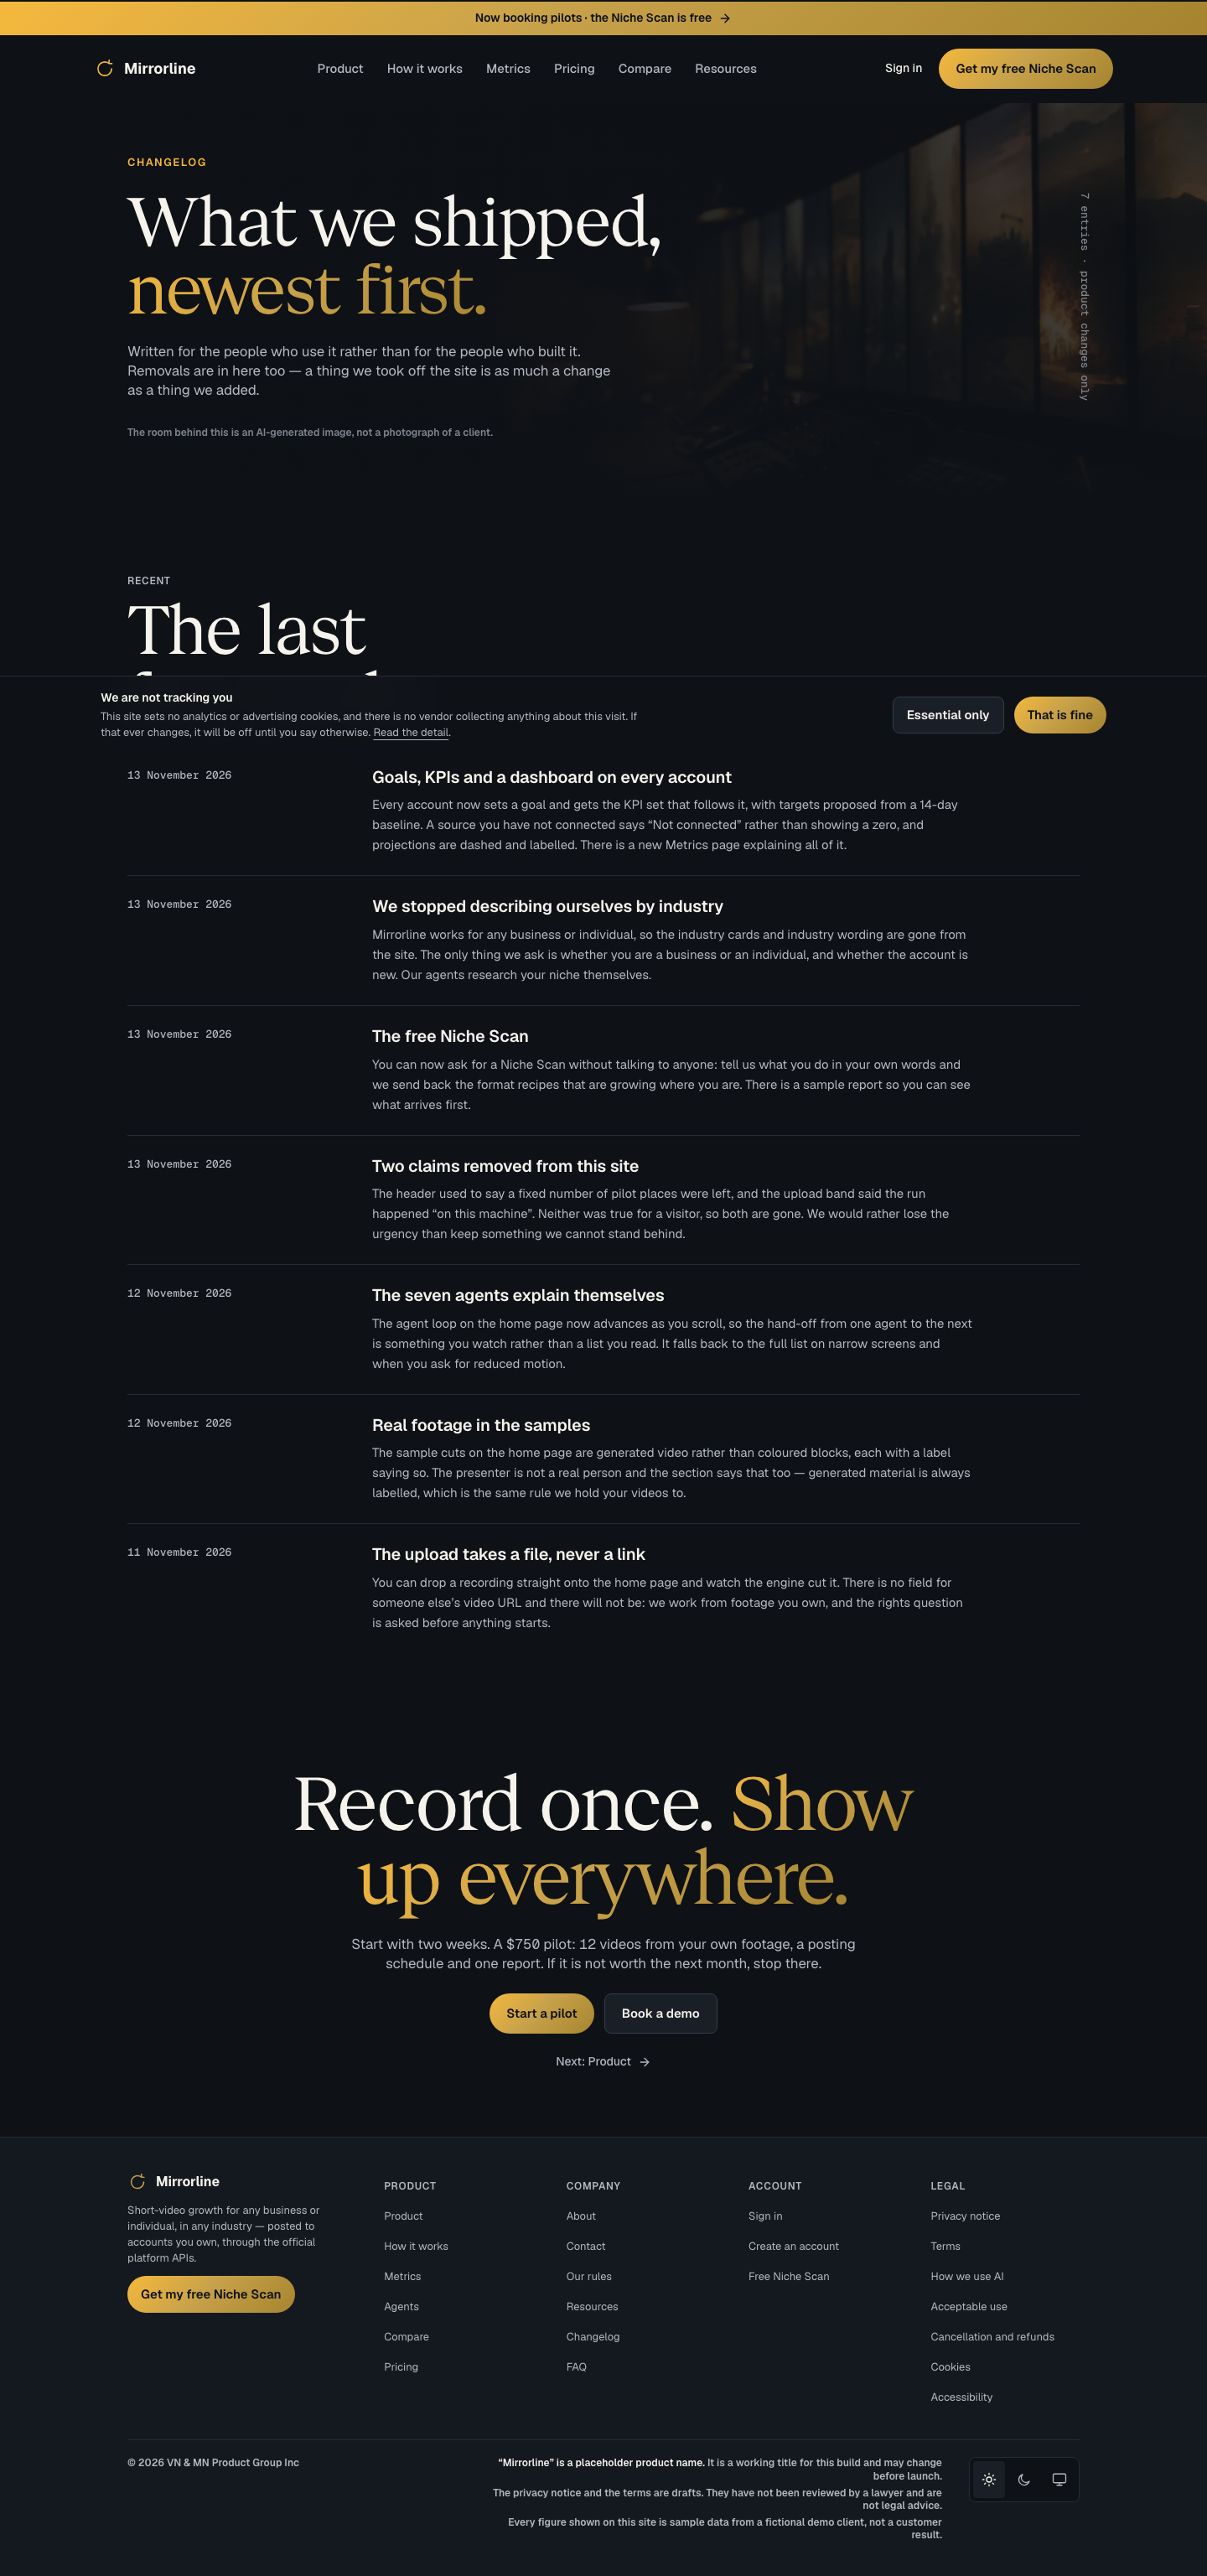 Now booking pilots · the Niche Scan is free →
Mirrorline
Product
How it works
Metrics
Pricing
Compare
Resources
Sign in
Get my free Niche Scan
CHANGELOG
What we shipped,
newest first.
Written for the people who use it rather than for the people who built it.
Removals are in here too — a thing we took off the site is as much a change
as a thing we added.
The room behind this is an AI-generated image, not a photograph of a client.
7 entries · product changes only
RECENT
The last
We are not tracking you
This site sets no analytics or advertising cookies, and there is no vendor collecting anything about this visit. If
that ever changes, it will be off until you say otherwise. Read the detail.
Essential only
That is fine
13 November 2026
Goals, KPIs and a dashboard on every account
Every account now sets a goal and gets the KPI set that follows it, with targets proposed from a 14-day
baseline. A source you have not connected says “Not connected” rather than showing a zero, and
projections are dashed and labelled. There is a new Metrics page explaining all of it.
13 November 2026
We stopped describing ourselves by industry
Mirrorline works for any business or individual, so the industry cards and industry wording are gone from
the site. The only thing we ask is whether you are a business or an individual, and whether the account is
new. Our agents research your niche themselves.
13 November 2026
The free Niche Scan
You can now ask for a Niche Scan without talking to anyone: tell us what you do in your own words and
we send back the format recipes that are growing where you are. There is a sample report so you can see
what arrives first.
13 November 2026
Two claims removed from this site
The header used to say a fixed number of pilot places were left, and the upload band said the run
happened “on this machine”. Neither was true for a visitor, so both are gone. We would rather lose the
urgency than keep something we cannot stand behind.
12 November 2026
The seven agents explain themselves
The agent loop on the home page now advances as you scroll, so the hand-off from one agent to the next
is something you watch rather than a list you read. It falls back to the full list on narrow screens and
when you ask for reduced motion.
12 November 2026
Real footage in the samples
The sample cuts on the home page are generated video rather than coloured blocks, each with a label
saying so. The presenter is not a real person and the section says that too — generated material is always
labelled, which is the same rule we hold your videos to.
11 November 2026
The upload takes a file, never a link
You can drop a recording straight onto the home page and watch the engine cut it. There is no field for
someone else’s video URL and there will not be: we work from footage you own, and the rights question
is asked before anything starts.
Record once. Show
up everywhere.
Start with two weeks. A $750 pilot: 12 videos from your own footage, a posting
schedule and one report. If it is not worth the next month, stop there.
Start a pilot
Book a demo
Next: Product →
Mirrorline
Short-video growth for any business or
individual, in any industry — posted to
accounts you own, through the official
platform APIs.
Get my free Niche Scan
PRODUCT
Product
How it works
Metrics
Agents
Compare
Pricing
COMPANY
About
Contact
Our rules
Resources
Changelog
FAQ
ACCOUNT
Sign in
Create an account
Free Niche Scan
LEGAL
Privacy notice
Terms
How we use AI
Acceptable use
Cancellation and refunds
Cookies
Accessibility
© 2026 VN & MN Product Group Inc
“Mirrorline” is a placeholder product name. It is a working title for this build and may change
before launch.
The privacy notice and the terms are drafts. They have not been reviewed by a lawyer and are
not legal advice.
Every figure shown on this site is sample data from a fictional demo client, not a customer
result.